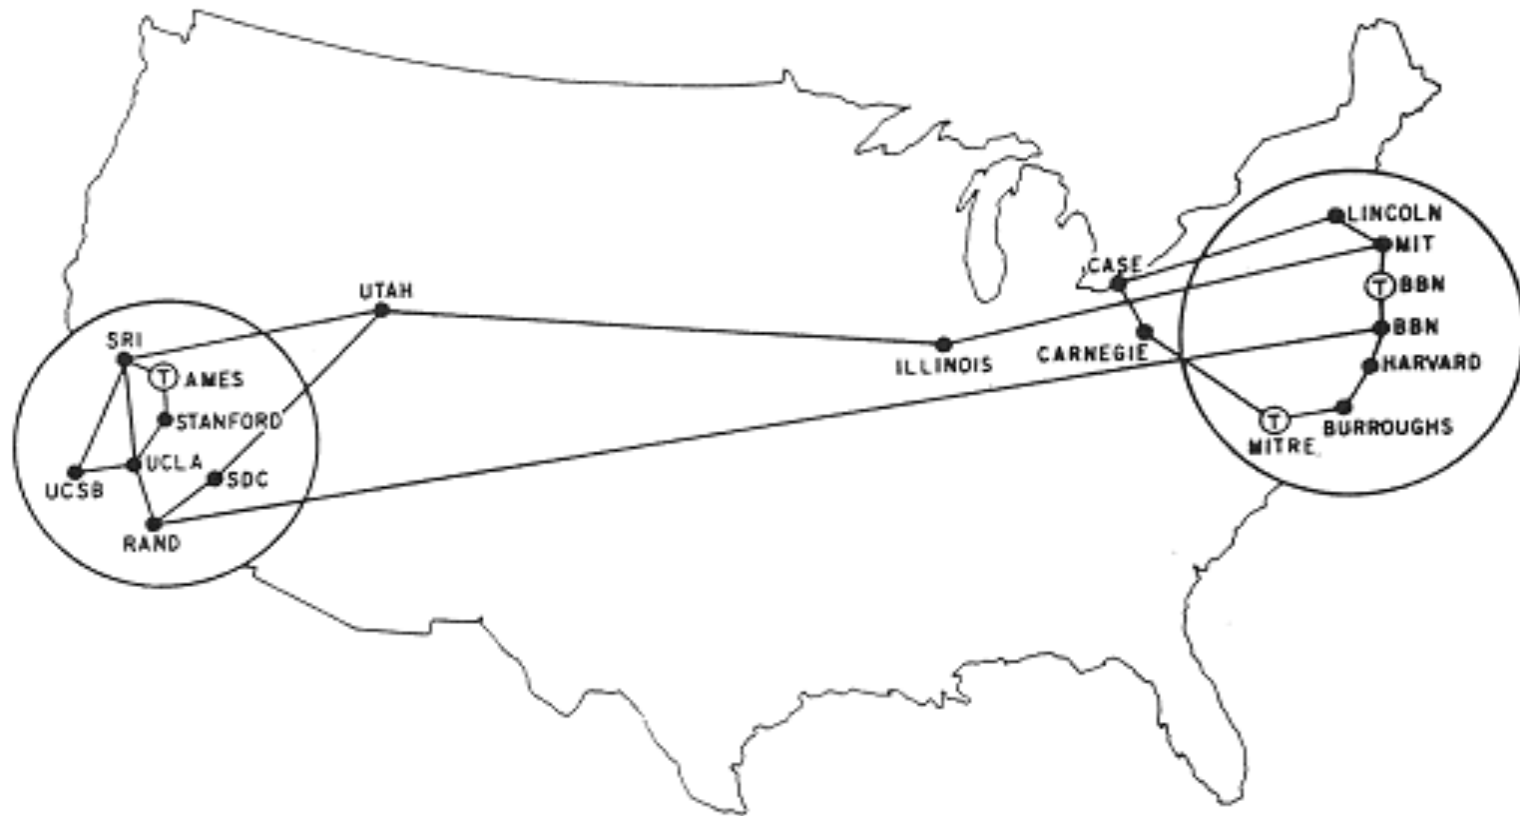 LINCOLN
MIT
T BBN
CASE
UTAH
BBN
SRI
CARNEGIE
ILLINOIS
HARVARD
T AMES
STANFORD
T
BURROUGHS
MITRE
UCLA
SDC
UCSB
RAND